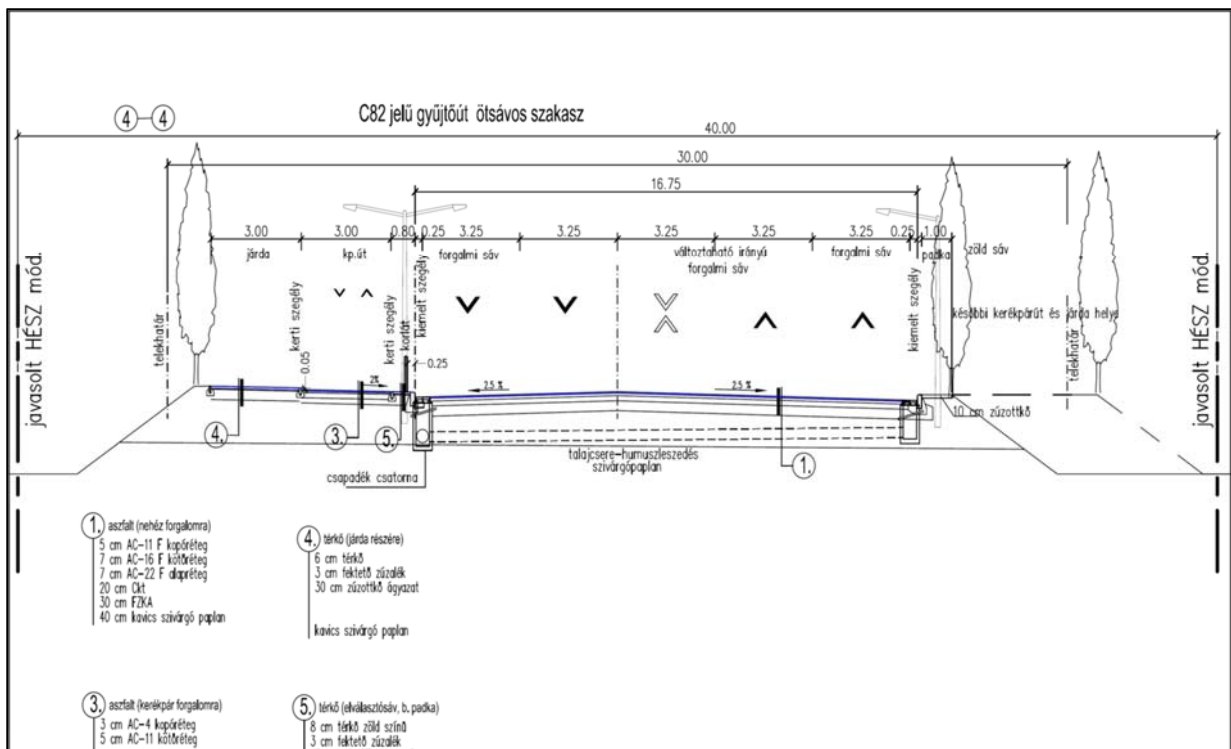 ④—④ C82 jelű gyűjtőút ötsávos szakasz
40.00
30.00
16.75
3.00 3.00 0.80 0.25 3.25 3.25 3.25 3.25 3.25 0.25 1.00
járda kp.út forgalmi sáv változtaható irányú forgalmi sáv padka zöld sáv
forgalmi sáv
javasolt HÉSZ mód.
telekhatár
kerti szegély
0.05
kerti szegély
korlát
kiemelt szegély
0.25
kiemelt szegély
későbbi kerékpárút és járda helye
telekhatár
javasolt HÉSZ mód.
2% 2.5 % 2.5 %
10 cm zúzottkő
4. 3. 5. 1.
talajcsere-humuszleszedés
szivárgópaplan
csapadék csatorna
1. aszfalt (nehéz forgalomra)
5 cm AC-11 F kopóréteg
7 cm AC-16 F kötőréteg
7 cm AC-22 F alapréteg
20 cm Ckt
30 cm FZKA
40 cm kavics szivárgó paplan
4. térkő (járda részére)
6 cm térkő
3 cm fektető zúzalék
30 cm zúzottkő ágyazat
kavics szivárgó paplan
3. aszfalt (kerékpár forgalomra)
3 cm AC-4 kopóréteg
5 cm AC-11 kötőréteg
5. térkő (elválasztósáv, b. padka)
8 cm térkő zöld színű
3 cm fektető zúzalék